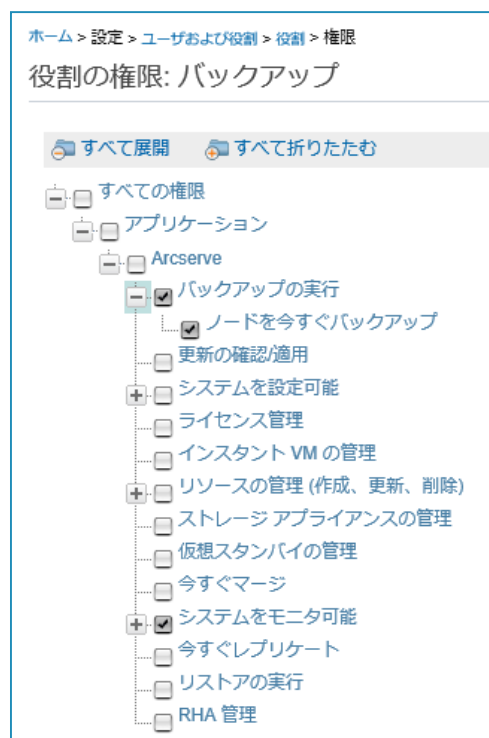 ホーム > 設定 > ユーザおよび役割 > 役割 > 権限
役割の権限: バックアップ
すべて展開 すべて折りたたむ
すべての権限
アプリケーション
Arcserve
バックアップの実行
ノードを今すぐバックアップ
更新の確認/適用
システムを設定可能
ライセンス管理
インスタント VM の管理
リソースの管理 (作成、更新、削除)
ストレージ アプライアンスの管理
仮想スタンバイの管理
今すぐマージ
システムをモニタ可能
今すぐレプリケート
リストアの実行
RHA 管理